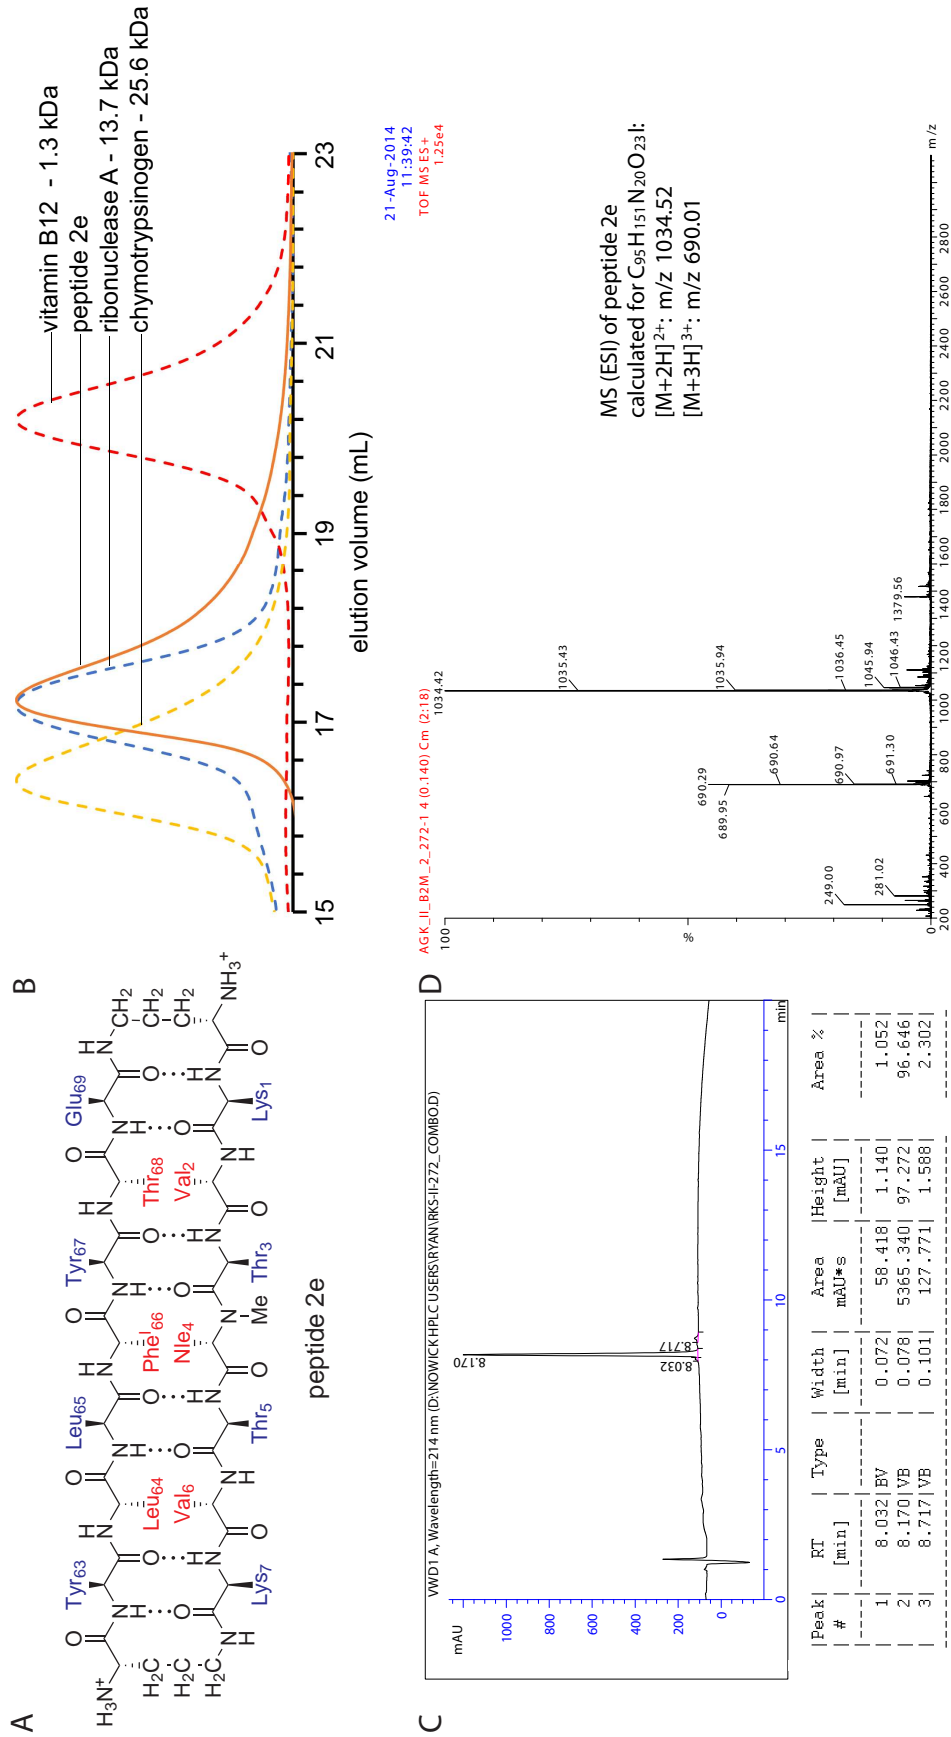 A
H₃N⁺
H₂C
C
H₂
H₂C
O
Tyr₆₃
Leu₆₄
Leu₆₅
Phe^I₆₆
Tyr₆₇
Thr₆₈
Glu₆₉
Lys₇
Val₆
Thr₅
Nle₄
Thr₃
Val₂
Lys₁
N
H
Me
CH₂
C
H₂
CH₂
NH₃⁺
peptide 2e
B
vitamin B12 - 1.3 kDa
peptide 2e
ribonuclease A - 13.7 kDa
chymotrypsinogen - 25.6 kDa
15 17 19 21 23
elution volume (mL)
C
VWD1 A, Wavelength=214 nm (D:\NOWICK HPLC USERS\RYAN\RKS-II-272_COMBO.D)
mAU
1000
800
600
400
200
0
8.170
8.032
8.717
0 5 10 15 min
Peak | RT | Type | Width | Area | Height | Area %
# | [min] | | [min] | mAU*s | [mAU] |
1 | 8.032 | BV | 0.072 | 58.418 | 1.140 | 1.052
2 | 8.170 | VB | 0.078 | 5365.340 | 97.272 | 96.646
3 | 8.717 | VB | 0.101 | 127.771 | 1.588 | 2.302
D
AGK_II_B2M_2_272-1 4 (0.140) Cm (2:18)
21-Aug-2014
11:39:42
TOF MS ES+
1.25e4
100
%
0
1034.42
1035.43
1035.94
1036.45
1045.94
1046.43
1379.56
690.29
689.95
690.64
690.97
691.30
249.00
281.02
MS (ESI) of peptide 2e
calculated for C₉₅H₁₅₁N₂₀O₂₃I:
[M+2H]²⁺: m/z 1034.52
[M+3H]³⁺: m/z 690.01
200 400 600 800 1000 1200 1400 1600 1800 2000 2200 2400 2600 2800 m/z